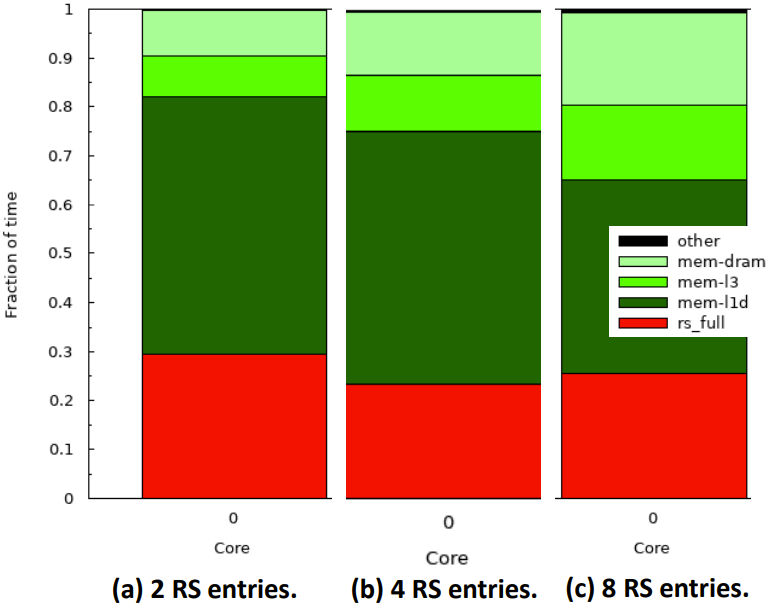 Fraction of time
1
0.9
0.8
0.7
0.6
0.5
0.4
0.3
0.2
0.1
0
other
mem-dram
mem-l3
mem-l1d
rs_full
0
0
0
Core
Core
Core
(a) 2 RS entries.
(b) 4 RS entries.
(c) 8 RS entries.